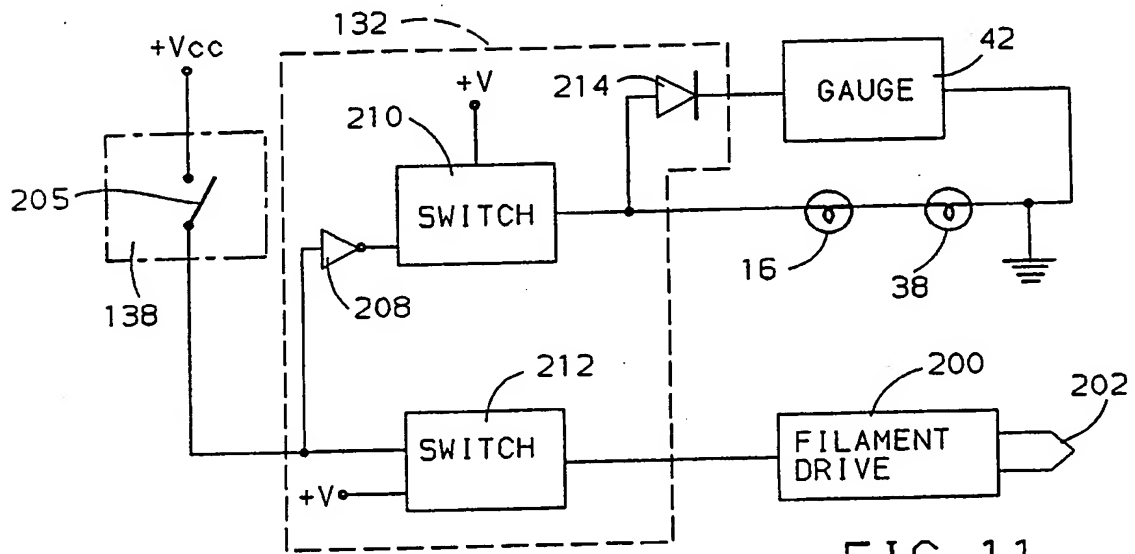 132
+Vcc
+V
214
42
GAUGE
210
205
SWITCH
138
208
16
38
212
200
202
SWITCH
+V
FILAMENT
DRIVE
FIG 11